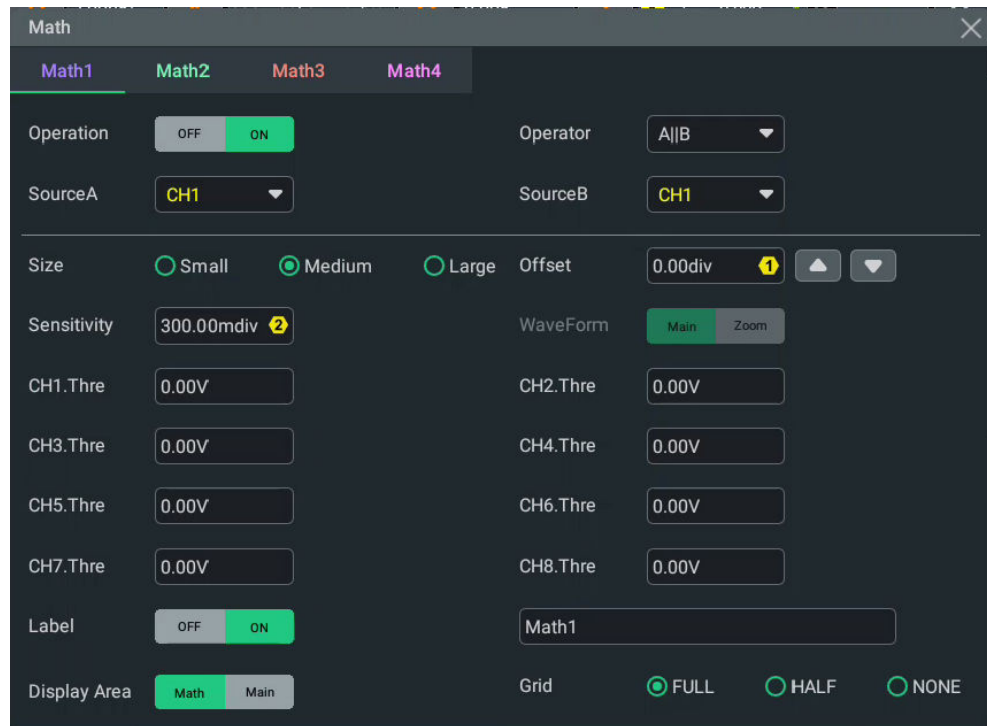 Math
Math1 Math2 Math3 Math4
Operation OFF ON Operator A||B
SourceA CH1 SourceB CH1
Size Small Medium Large Offset 0.00div 1
Sensitivity 300.00mdiv 2 WaveForm Main Zoom
CH1.Thre 0.00V CH2.Thre 0.00V
CH3.Thre 0.00V CH4.Thre 0.00V
CH5.Thre 0.00V CH6.Thre 0.00V
CH7.Thre 0.00V CH8.Thre 0.00V
Label OFF ON Math1
Display Area Math Main Grid FULL HALF NONE